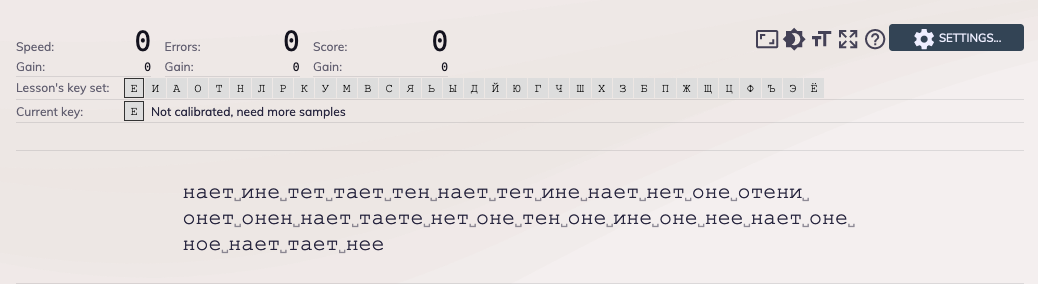 Speed: 0 Errors: 0 Score: 0 SETTINGS...
Gain: 0 Gain: 0 Gain: 0
Lesson's key set: Е И А О Т Н Л Р К У М В С Я Ь Ы Д Й Ю Г Ч Ш Х З Б П Ж Щ Ц Ф Ъ Э Ё
Current key: Е Not calibrated, need more samples
нает␣ине␣тет␣тает␣тен␣нает␣тет␣ине␣нает␣нет␣оне␣отени␣
онет␣онен␣нает␣таете␣нет␣оне␣тен␣оне␣ине␣оне␣нее␣нает␣оне␣
ное␣нает␣тает␣нее